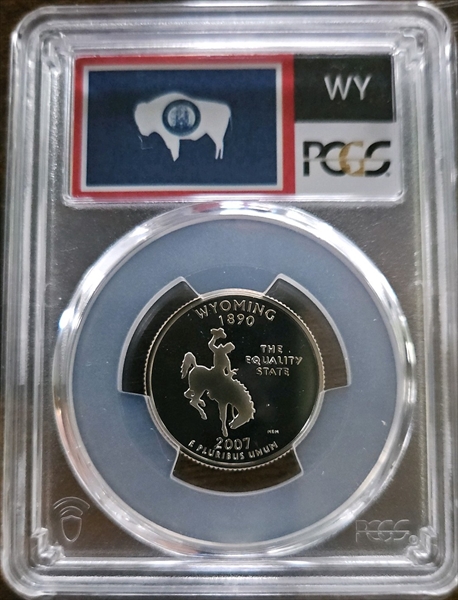 WY
PCGS
WYOMING
1890
THE
EQUALITY
STATE
2007
E PLURIBUS UNUM
PCGS